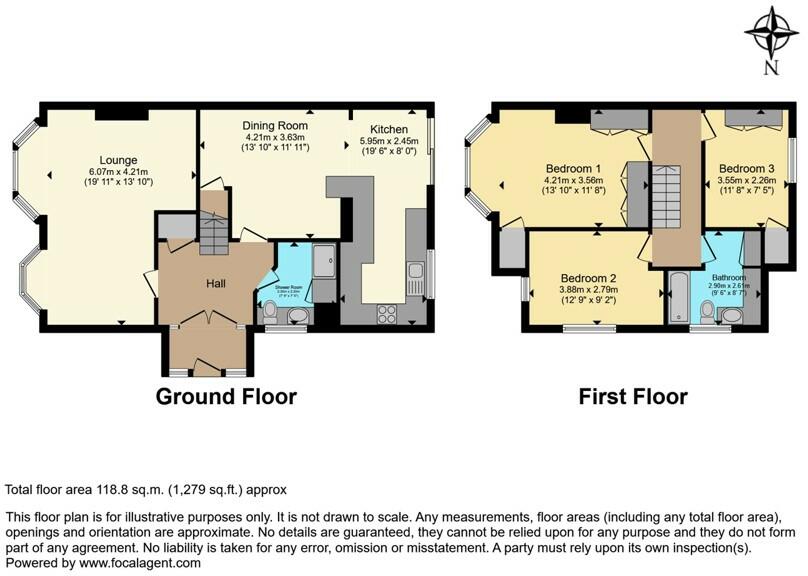 N
Lounge
6.07m x 4.21m
(19' 11" x 13' 10")
Dining Room
4.21m x 3.63m
(13' 10" x 11' 11")
Kitchen
5.95m x 2.45m
(19' 6" x 8' 0")
Hall
Shower Room
Ground Floor
Bedroom 1
4.21m x 3.56m
(13' 10" x 11' 8")
Bedroom 3
3.55m x 2.26m
(11' 8" x 7' 5")
Bedroom 2
3.88m x 2.79m
(12' 9" x 9' 2")
Bathroom
2.90m x 2.61m
(9' 6" x 8' 7")
First Floor
Total floor area 118.8 sq.m. (1,279 sq.ft.) approx
This floor plan is for illustrative purposes only. It is not drawn to scale. Any measurements, floor areas (including any total floor area),
openings and orientation are approximate. No details are guaranteed, they cannot be relied upon for any purpose and they do not form
part of any agreement. No liability is taken for any error, omission or misstatement. A party must rely upon its own inspection(s).
Powered by www.focalagent.com